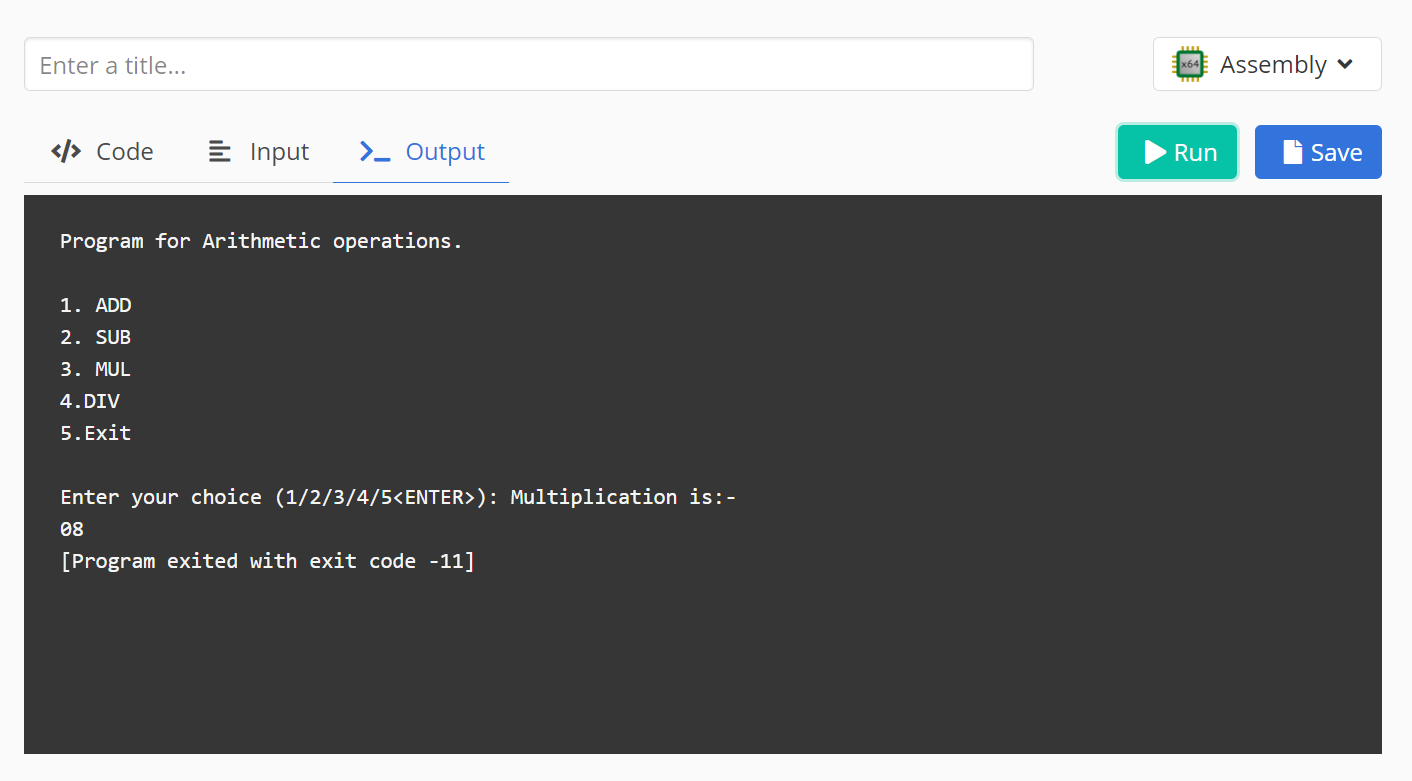 Enter a title...
x64 Assembly
Code Input Output Run Save
Program for Arithmetic operations.
1. ADD
2. SUB
3. MUL
4.DIV
5.Exit
Enter your choice (1/2/3/4/5<ENTER>): Multiplication is:-
08
[Program exited with exit code -11]